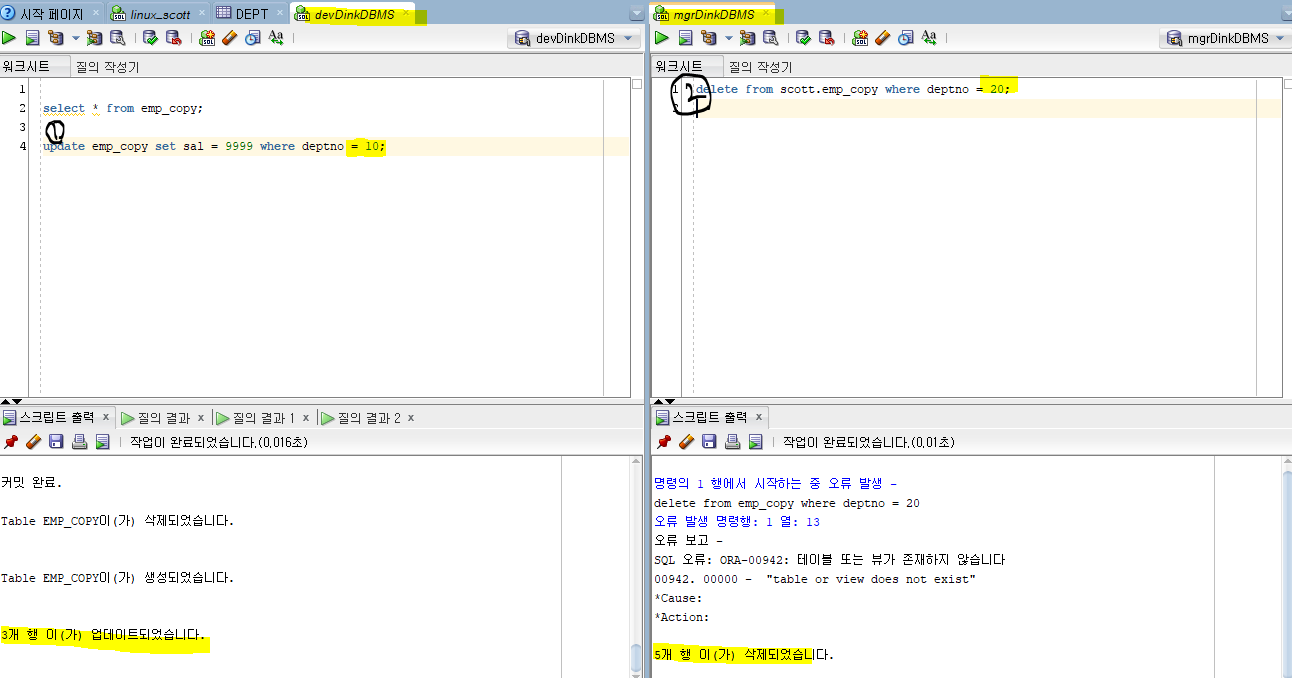 시작 페이지 linux_scott DEPT devDinkDBMS
devDinkDBMS
워크시트 질의 작성기
1
2 select * from emp_copy;
3 1.
4 update emp_copy set sal = 9999 where deptno = 10;
스크립트 출력 x 질의 결과 x 질의 결과 1 x 질의 결과 2 x
작업이 완료되었습니다.(0,016초)
커밋 완료.
Table EMP_COPY이(가) 삭제되었습니다.
Table EMP_COPY이(가) 생성되었습니다.
3개 행 이(가) 업데이트되었습니다.
mgrDinkDBMS
mgrDinkDBMS
워크시트 질의 작성기
1 2 delete from scott.emp_copy where deptno = 20;
스크립트 출력 x
작업이 완료되었습니다.(0,01초)
명령의 1 행에서 시작하는 중 오류 발생 -
delete from emp_copy where deptno = 20
오류 발생 명령행: 1 열: 13
오류 보고 -
SQL 오류: ORA-00942: 테이블 또는 뷰가 존재하지 않습니다
00942. 00000 - "table or view does not exist"
*Cause:
*Action:
5개 행 이(가) 삭제되었습니다.